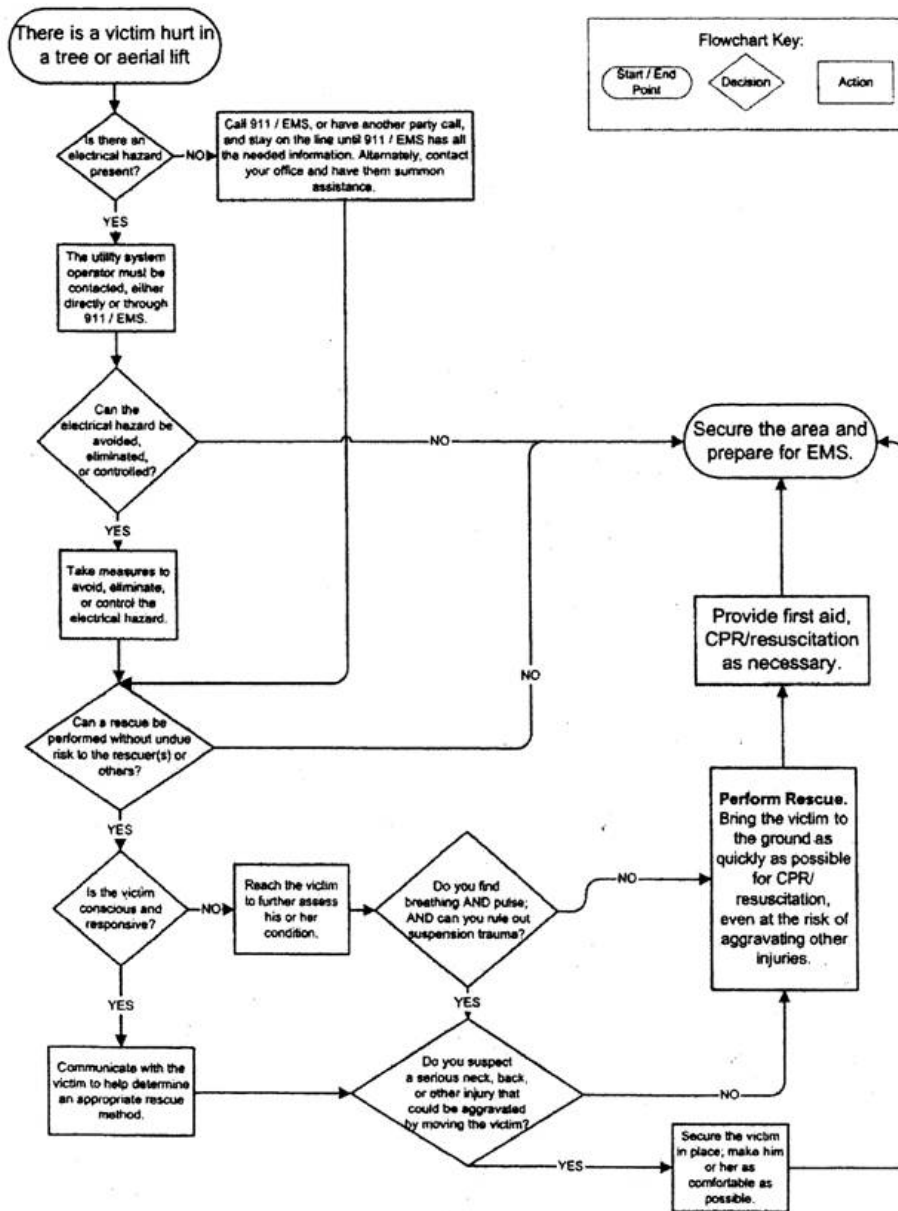 There is a victim hurt in
a tree or aerial lift
Flowchart Key:
Start / End
Point
Decision
Action
Is there an
electrical hazard
present?
NO
Call 911 / EMS, or have another party call,
and stay on the line until 911 / EMS has all
the needed information. Alternately, contact
your office and have them summon
assistance.
YES
The utility system
operator must be
contacted, either
directly or through
911 / EMS.
Can the
electrical hazard be
avoided,
eliminated,
or controlled?
NO
Secure the area and
prepare for EMS.
YES
Take measures to
avoid, eliminate,
or control the
electrical hazard.
Provide first aid,
CPR/resuscitation
as necessary.
NO
Can a rescue be
performed without undue
risk to the rescuer(s) or
others?
YES
Perform Rescue.
Bring the victim to
the ground as
quickly as possible
for CPR/
resuscitation,
even at the risk of
aggravating other
injuries.
Is the victim
conscious and
responsive?
NO
Reach the victim
to further assess
his or her
condition.
Do you find
breathing AND pulse;
AND can you rule out
suspension trauma?
NO
YES
YES
Communicate with the
victim to help determine
an appropriate rescue
method.
Do you suspect
a serious neck, back,
or other injury that
could be aggravated
by moving the victim?
NO
YES
Secure the victim
in place; make him
or her as
comfortable as
possible.